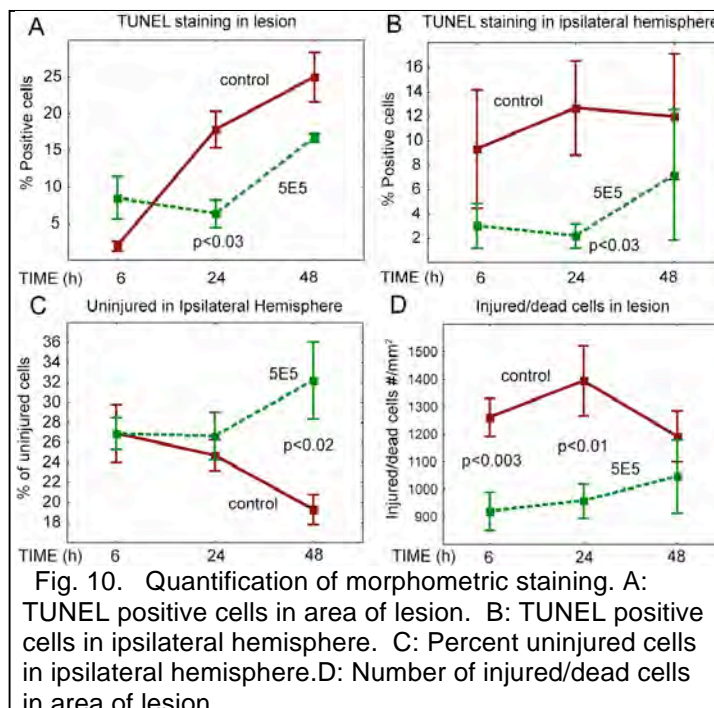 A TUNEL staining in lesion
% Positive cells
25
20
15
10
5
control
5E5
p<0.03
TIME (h) 6 24 48
B TUNEL staining in ipsilateral hemisphere
% Positive cells
16
14
12
10
8
6
4
2
control
5E5
p<0.03
TIME (h) 6 24 48
C Uninjured in Ipsilateral Hemisphere
% of uninjured cells
36
34
32
30
28
26
24
22
20
18
5E5
p<0.02
control
TIME (h) 6 24 48
D Injured/dead cells in lesion
Injured/dead cells #/mm²
1500
1400
1300
1200
1100
1000
900
control
p<0.003
p<0.01
5E5
TIME (h) 6 24 48
Fig. 10. Quantification of morphometric staining. A:
TUNEL positive cells in area of lesion. B: TUNEL positive
cells in ipsilateral hemisphere. C: Percent uninjured cells
in ipsilateral hemisphere.D: Number of injured/dead cells
in area of lesion